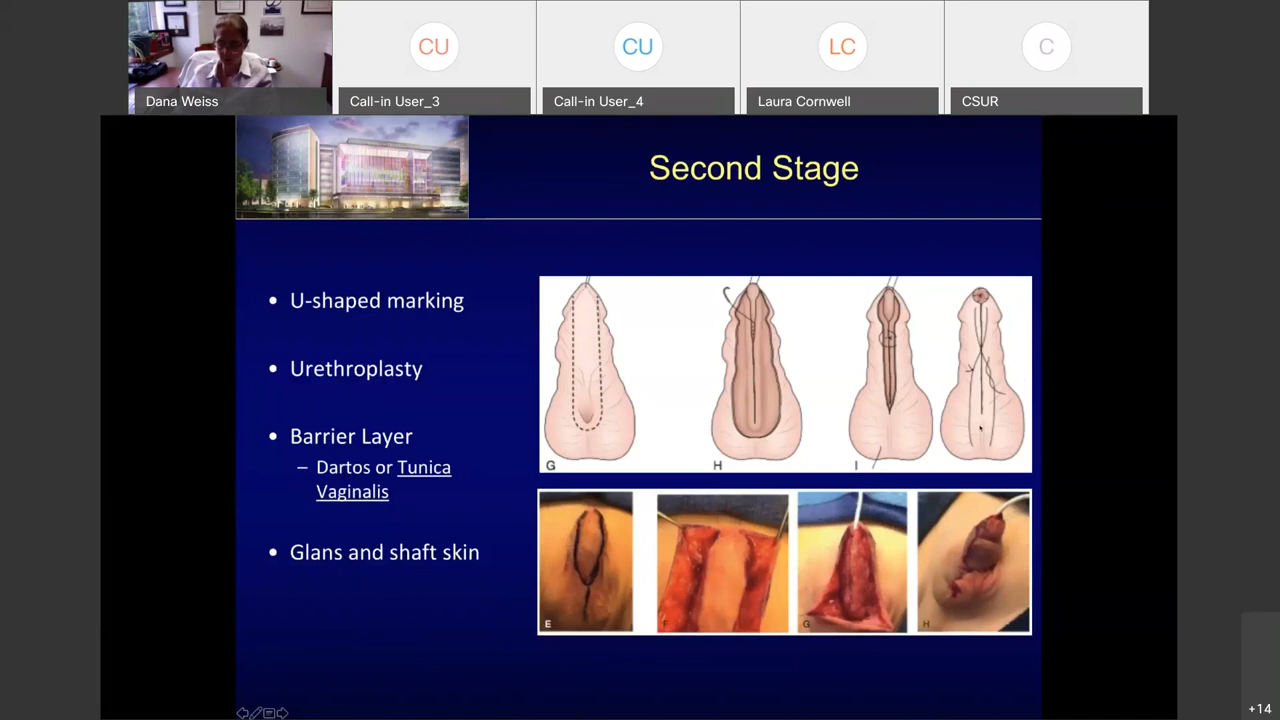 CU
CU
LC
C
Dana Weiss
Call-in User_3
Call-in User_4
Laura Cornwell
CSUR
Second Stage
• U-shaped marking
• Urethroplasty
• Barrier Layer
– Dartos or Tunica
Vaginalis
• Glans and shaft skin
G
H
I
E
F
G
H
+14